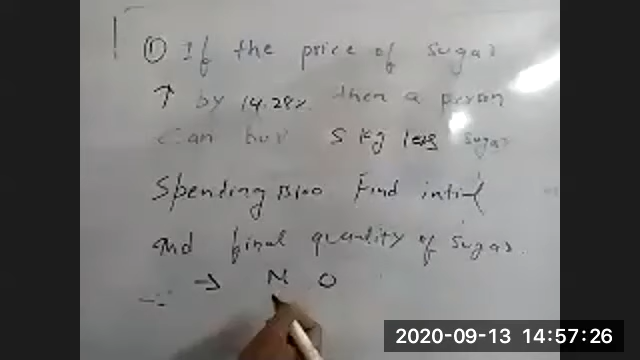 ① If the price of sugar
↑ by 14.28% then a person
can buy 5 kg less sugar
Spending Find intial
and final quantity of sugar.
→ N O
2020-09-13 14:57:26